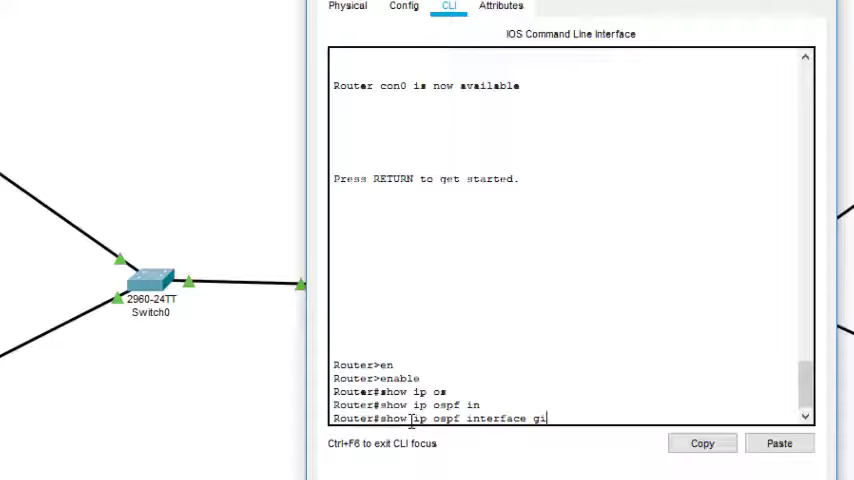 Physical Config CLI Attributes
IOS Command Line Interface
Router con0 is now available
Press RETURN to get started.
Router>en
Router>enable
Router#show ip os
Router#show ip ospf in
Router#show ip ospf interface gi
Ctrl+F6 to exit CLI focus
Copy Paste
2960-24TT
Switch0